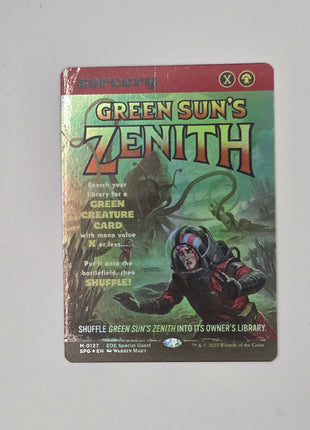 sorcery
X
GREEN SUN'S
ZENITH
Search your
library for a
GREEN
CREATURE
CARD
with mana value
X or less...
Put it onto the
battlefield, then
SHUFFLE!
SHUFFLE GREEN SUN'S ZENITH INTO ITS OWNER'S LIBRARY.
M 0127 EOE Special Guest
SPG★EN WARREN MAHY
™ & © 2025 Wizards of the Coast